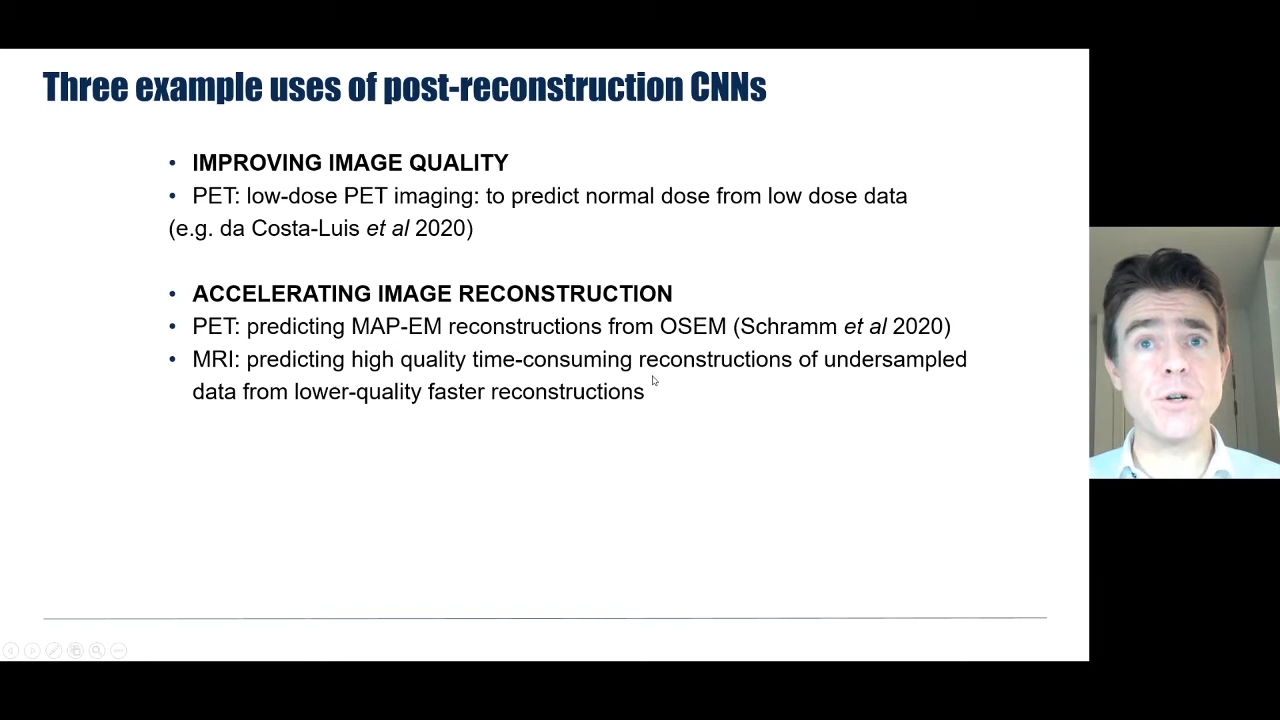 Three example uses of post-reconstruction CNNs
• IMPROVING IMAGE QUALITY
• PET: low-dose PET imaging: to predict normal dose from low dose data
(e.g. da Costa-Luis et al 2020)
• ACCELERATING IMAGE RECONSTRUCTION
• PET: predicting MAP-EM reconstructions from OSEM (Schramm et al 2020)
• MRI: predicting high quality time-consuming reconstructions of undersampled
data from lower-quality faster reconstructions